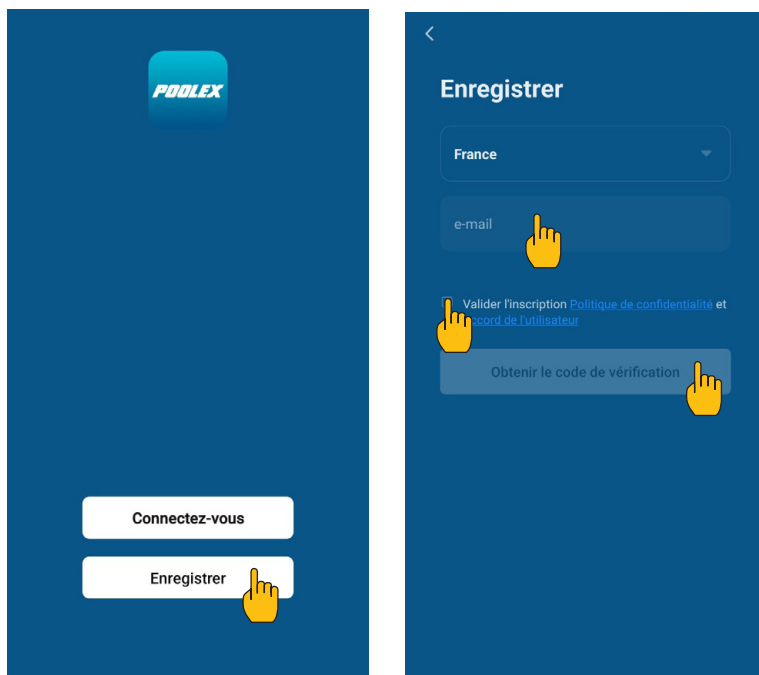 POOLEX
Connectez-vous
Enregistrer
Enregistrer
France
e-mail
Valider l'inscription Politique de confidentialité et
accord de l'utilisateur
Obtenir le code de vérification